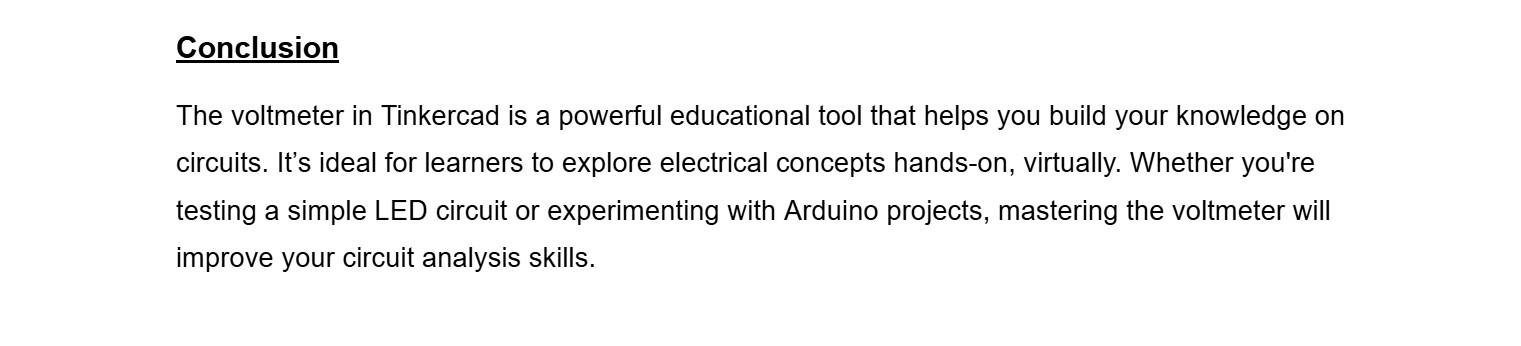 Conclusion
The voltmeter in Tinkercad is a powerful educational tool that helps you build your knowledge on
circuits. It’s ideal for learners to explore electrical concepts hands-on, virtually. Whether you're
testing a simple LED circuit or experimenting with Arduino projects, mastering the voltmeter will
improve your circuit analysis skills.